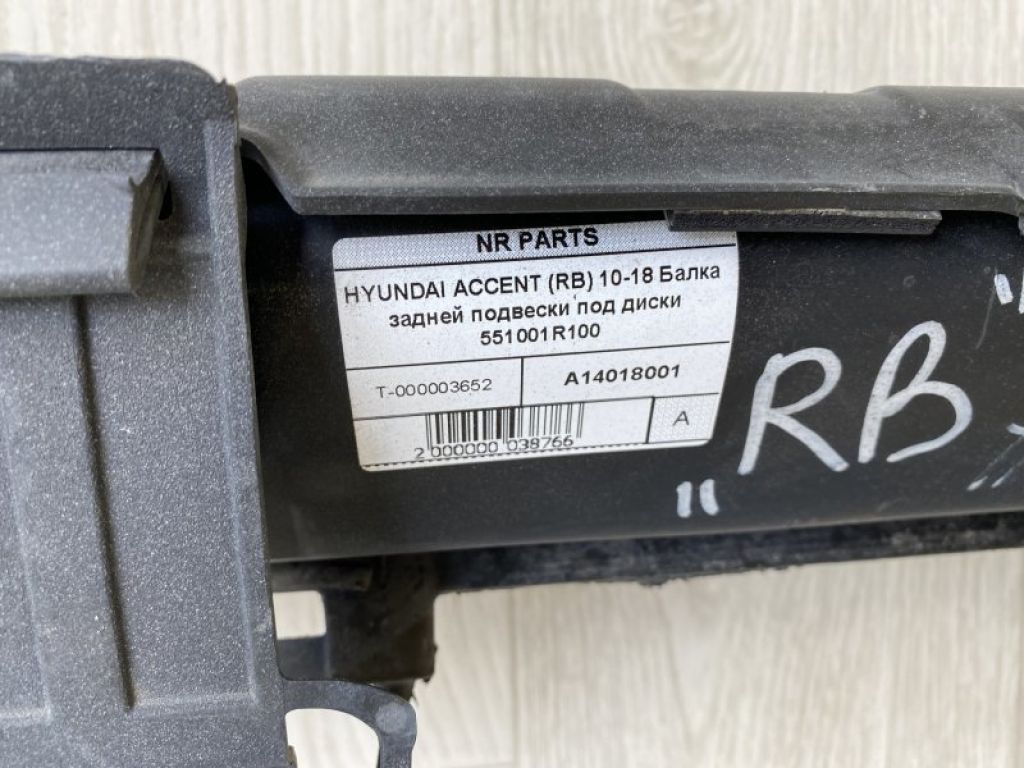 NR PARTS
HYUNDAI ACCENT (RB) 10-18 Балка
задней подвески под диски
551001R100
T-000003652
A14018001
A
2 000000 038766
"RB"